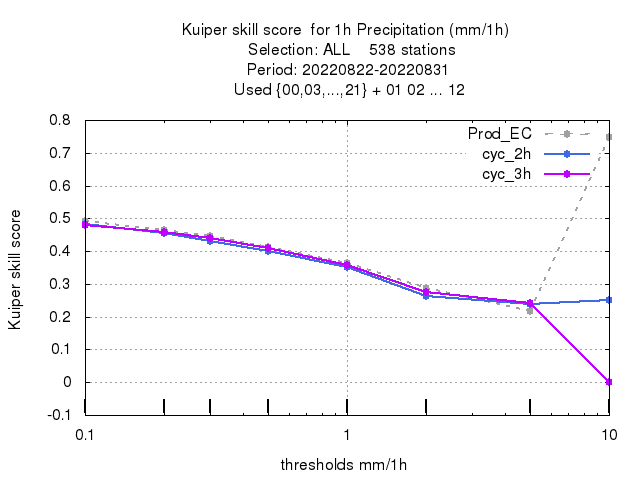 Kuiper skill score  for 1h Precipitation (mm/1h)
Selection: ALL    538 stations
Period: 20220822-20220831
Used {00,03,...,21} + 01 02 ... 12
Prod_EC
cyc_2h
cyc_3h
Kuiper skill score
0.8
0.7
0.6
0.5
0.4
0.3
0.2
0.1
0
-0.1
0.1 1 10
thresholds mm/1h